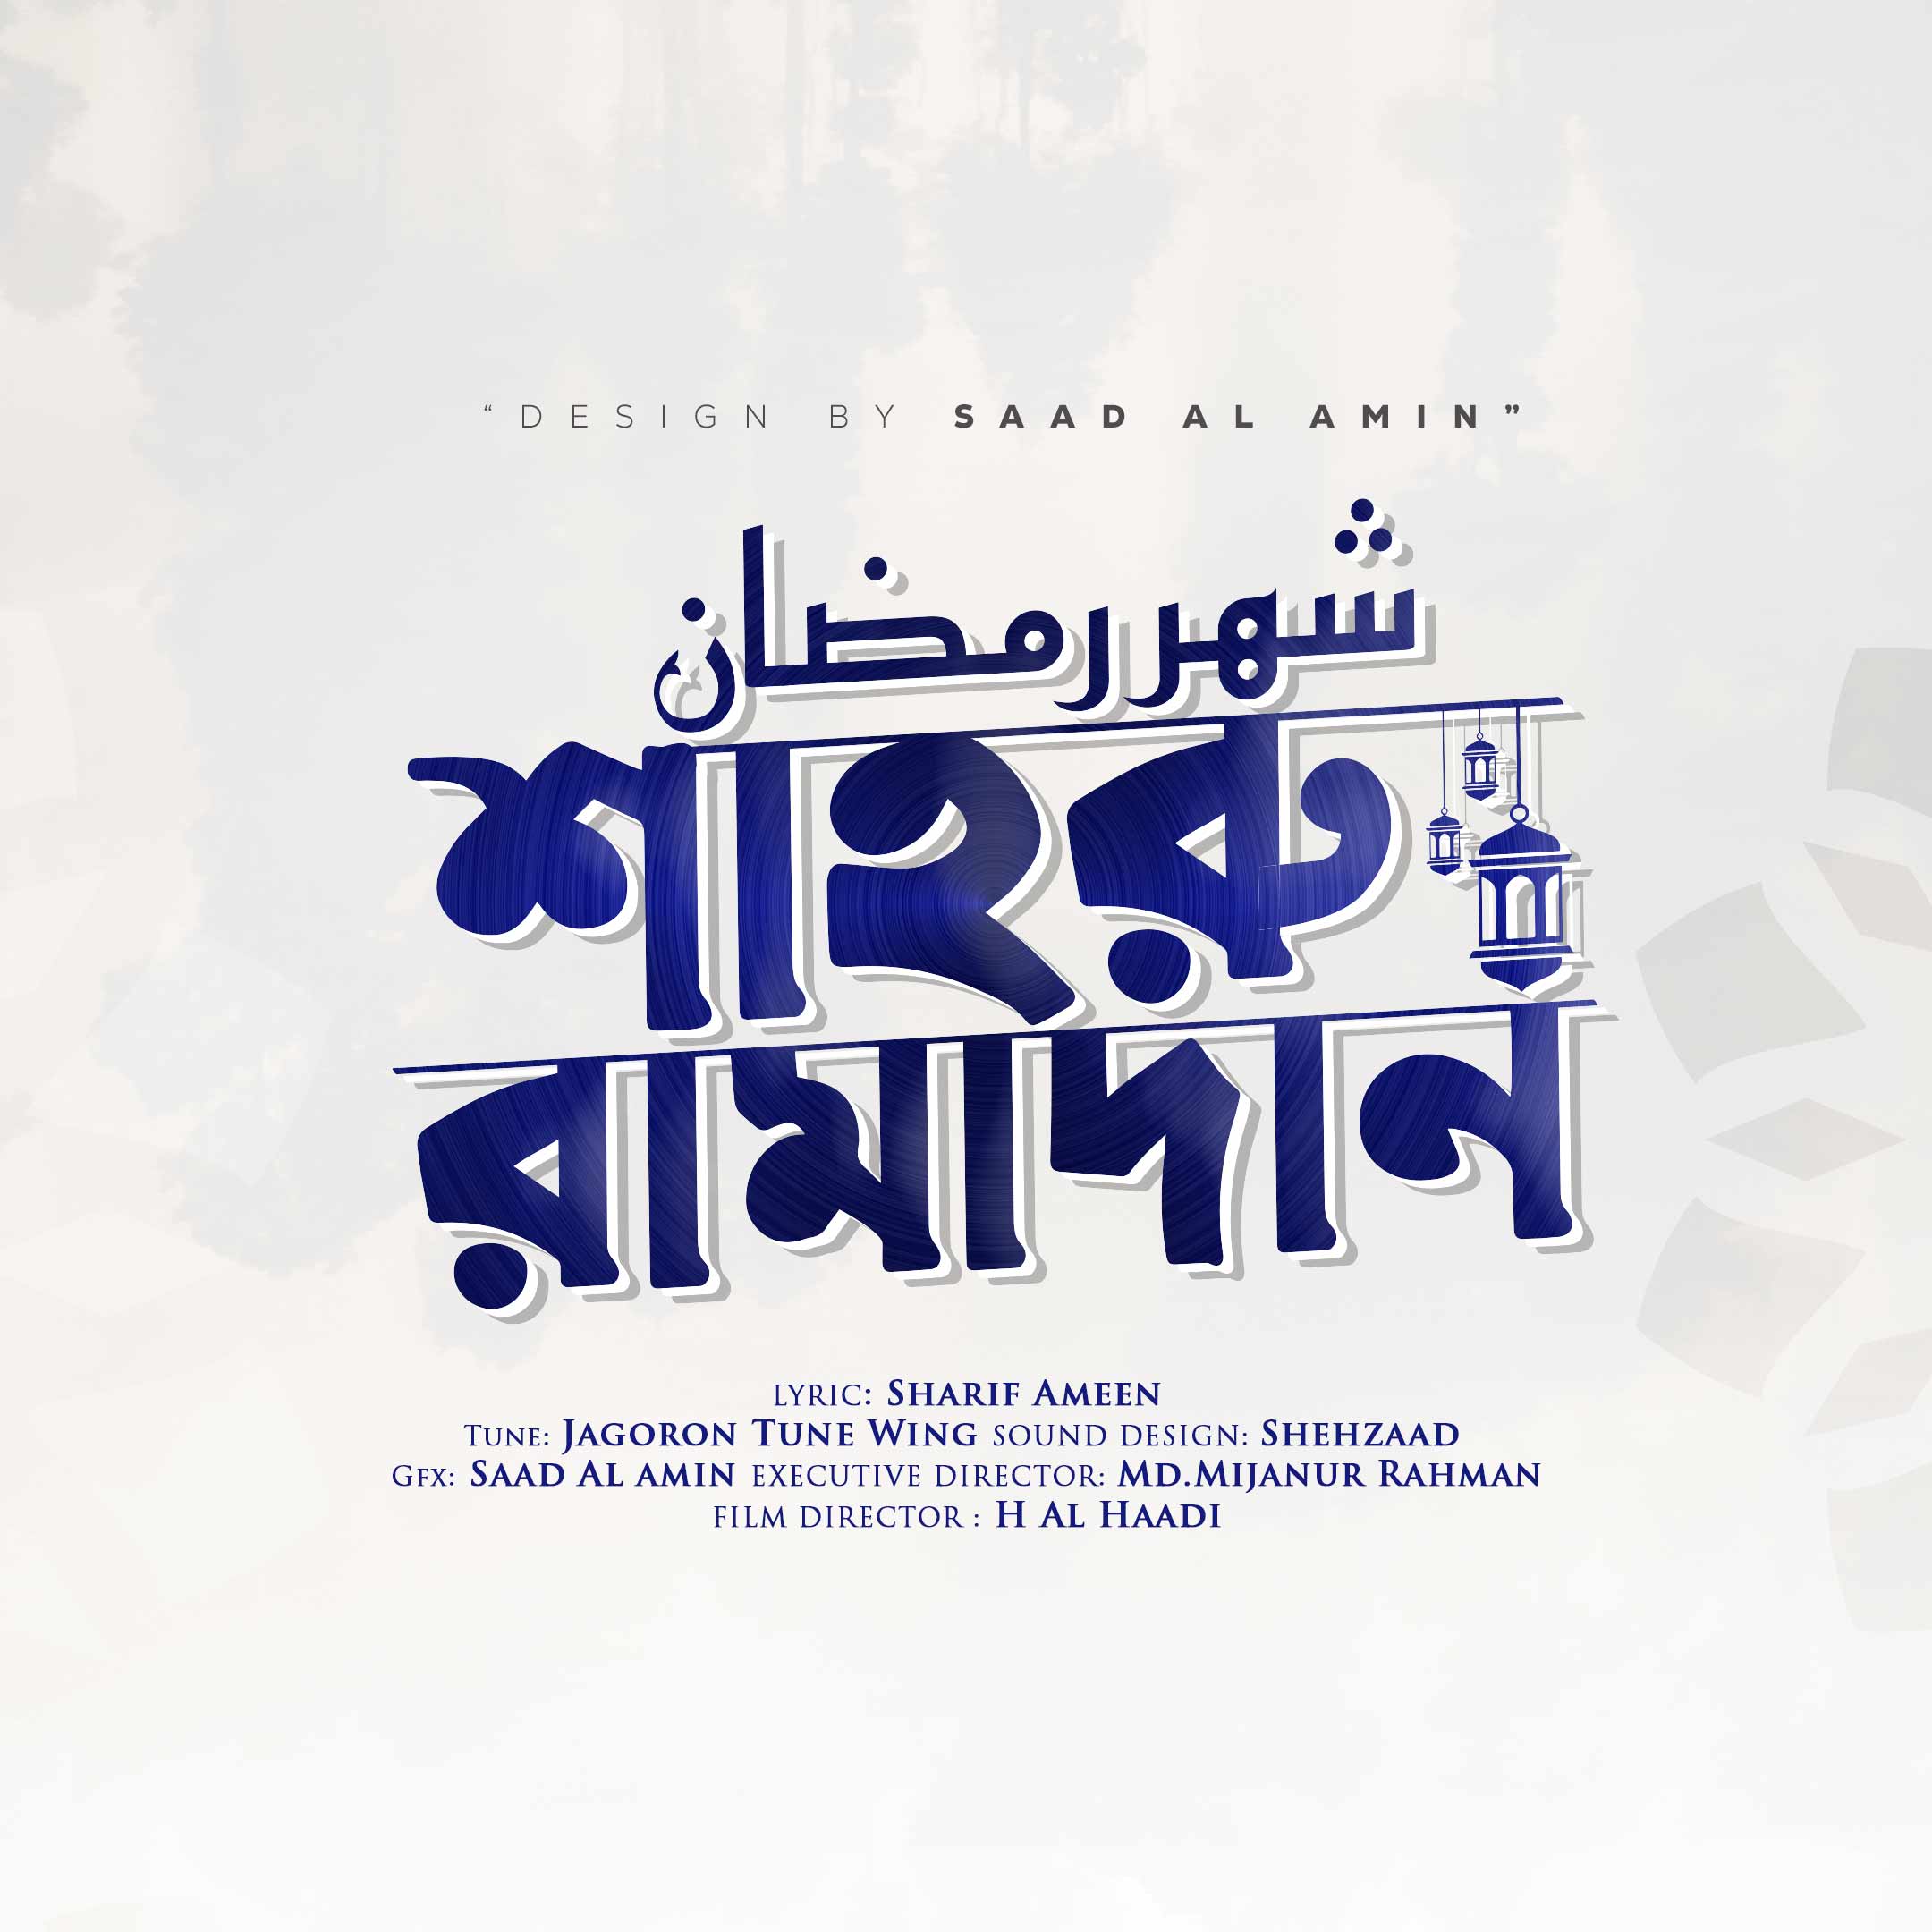 “DESIGN BY SAAD AL AMIN”
شهر رمضان
শাহরু
রামাদান
LYRIC: SHARIF AMEEN
TUNE: JAGORON TUNE WING SOUND DESIGN: SHEHZAAD
GFX: SAAD AL AMIN EXECUTIVE DIRECTOR: MD.MIJANUR RAHMAN
FILM DIRECTOR : H AL HAADI